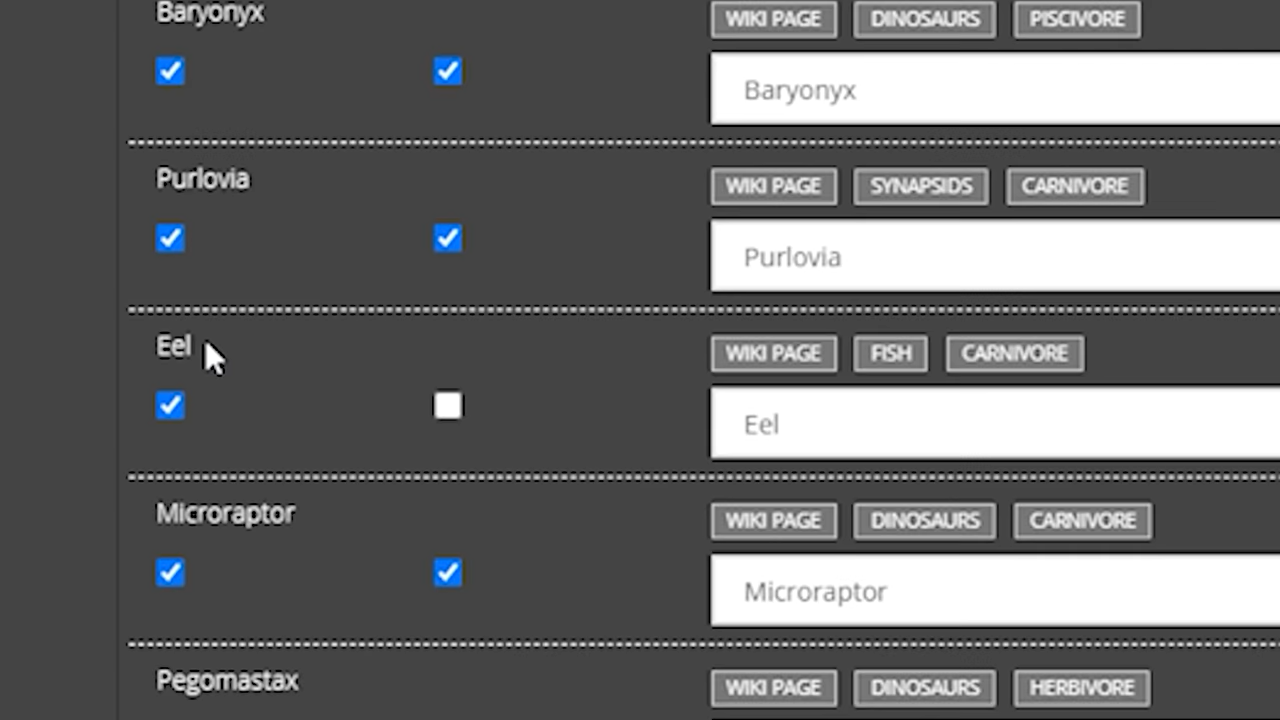 Baryonyx WIKI PAGE DINOSAURS PISCIVORE
Baryonyx
Purlovia WIKI PAGE SYNAPSIDS CARNIVORE
Purlovia
Eel WIKI PAGE FISH CARNIVORE
Eel
Microraptor WIKI PAGE DINOSAURS CARNIVORE
Microraptor
Pegomastax WIKI PAGE DINOSAURS HERBIVORE